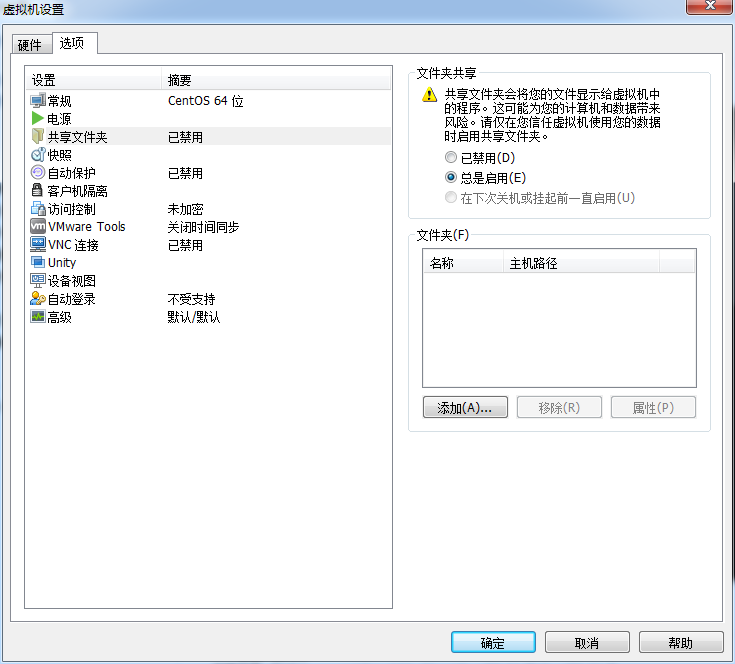 虚拟机设置
硬件
选项
设置 摘要
常规 CentOS 64 位
电源
共享文件夹 已禁用
快照
自动保护 已禁用
客户机隔离
访问控制 未加密
vm VMware Tools 关闭时间同步
VNC 连接 已禁用
Unity
设备视图
自动登录 不受支持
高级 默认/默认
文件夹共享
共享文件夹会将您的文件显示给虚拟机中
的程序。这可能为您的计算机和数据带来
风险。请仅在您信任虚拟机使用您的数据
时启用共享文件夹。
已禁用(D)
总是启用(E)
在下次关机或挂起前一直启用(U)
文件夹(F)
名称 主机路径
添加(A)... 移除(R) 属性(P)
确定 取消 帮助